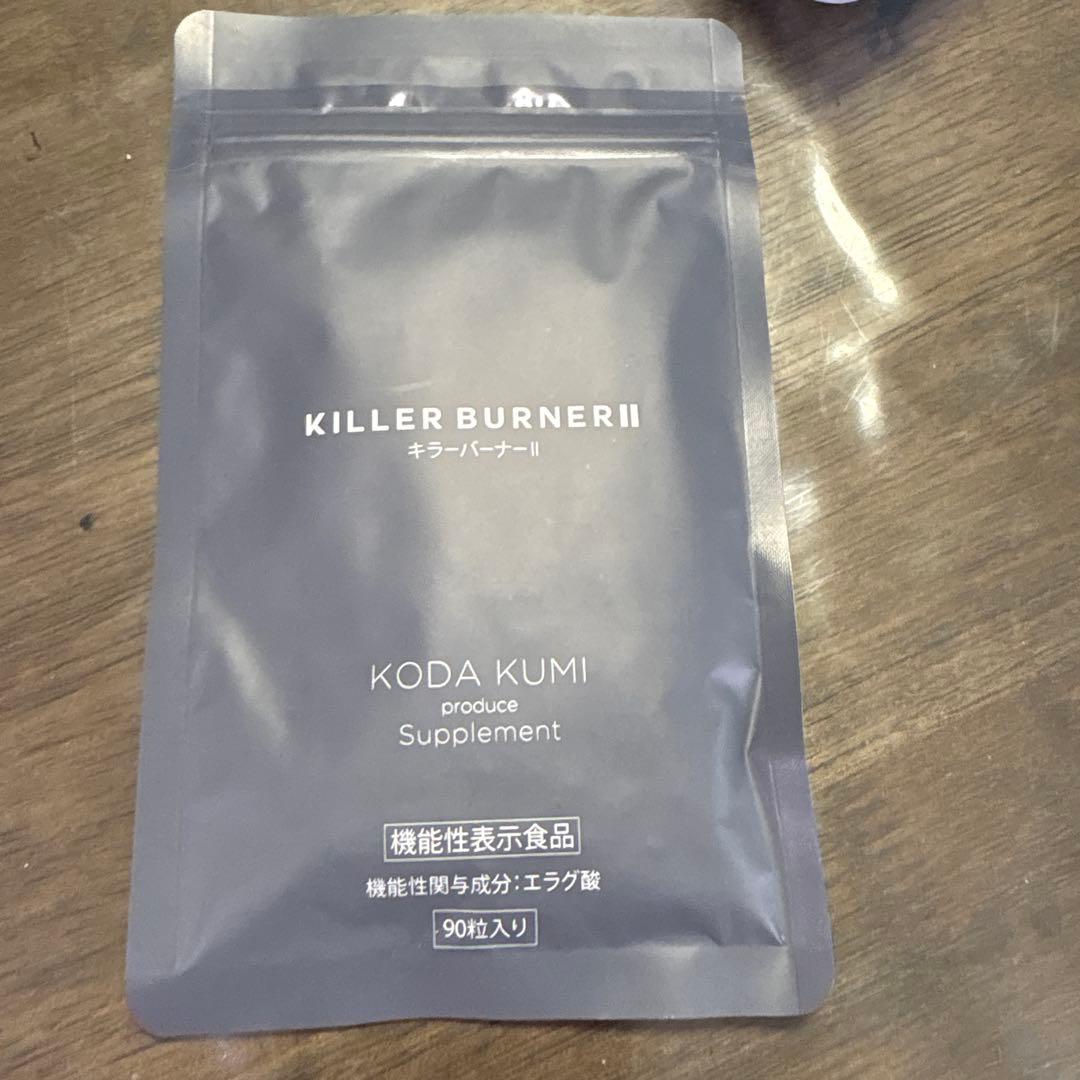 KILLER BURNERⅡ
キラーバーナーⅡ
KODA KUMI
produce
Supplement
機能性表示食品
機能性関与成分：エラグ酸
90粒入り